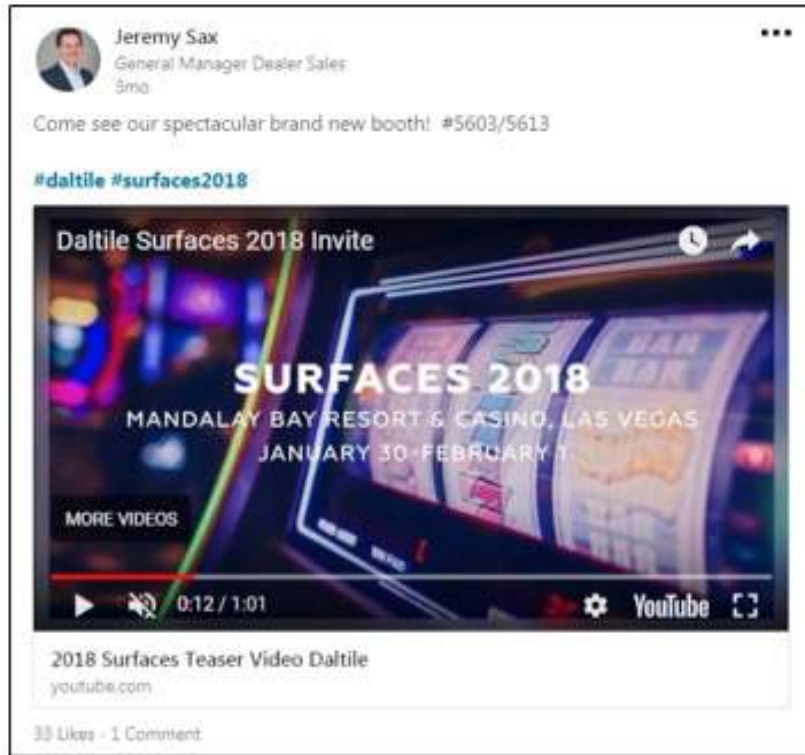 Jeremy Sax
General Manager Dealer Sales
3mo
Come see our spectacular brand new booth! #5603/5613
#daltile #surfaces2018
Daltile Surfaces 2018 Invite
SURFACES 2018
MANDALAY BAY RESORT & CASINO, LAS VEGAS
JANUARY 30-FEBRUARY 1
BAR
BAR
MORE VIDEOS
0:12 / 1:01
YouTube
2018 Surfaces Teaser Video Daltile
youtube.com
33 Likes · 1 Comment